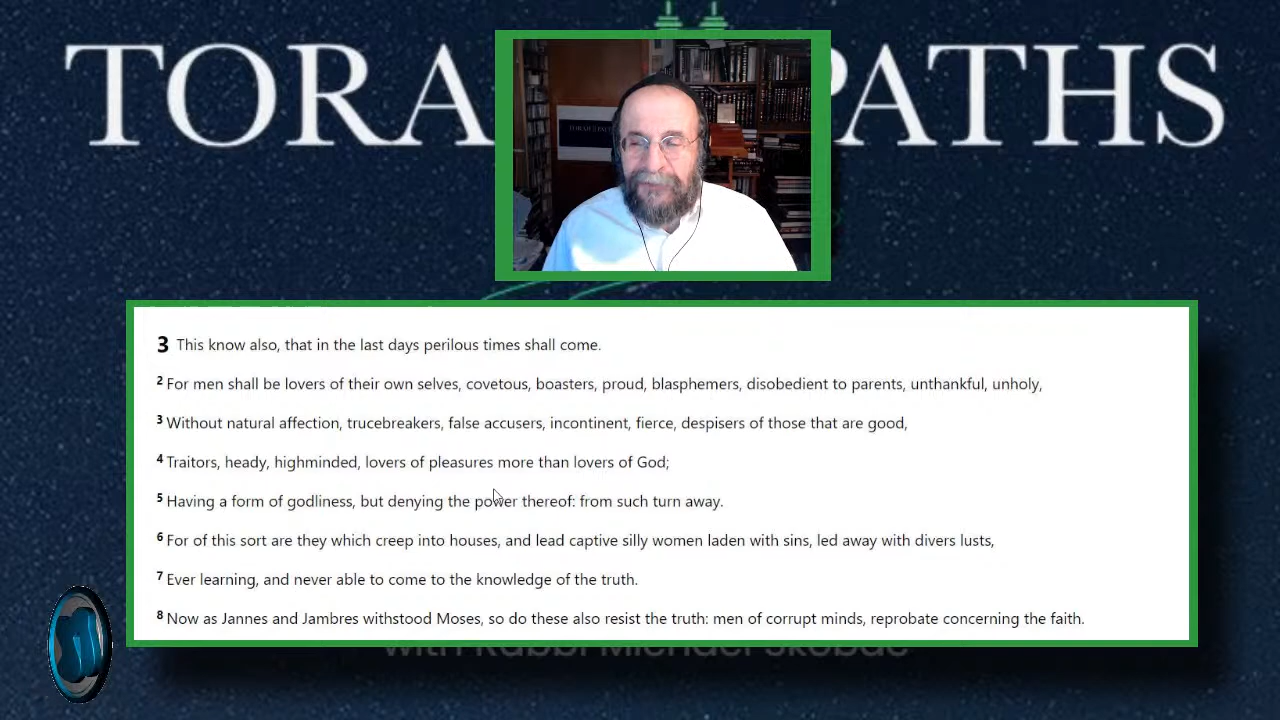 TORA PATHS
3 This know also, that in the last days perilous times shall come.
2 For men shall be lovers of their own selves, covetous, boasters, proud, blasphemers, disobedient to parents, unthankful, unholy,
3 Without natural affection, trucebreakers, false accusers, incontinent, fierce, despisers of those that are good,
4 Traitors, heady, highminded, lovers of pleasures more than lovers of God;
5 Having a form of godliness, but denying the power thereof: from such turn away.
6 For of this sort are they which creep into houses, and lead captive silly women laden with sins, led away with divers lusts,
7 Ever learning, and never able to come to the knowledge of the truth.
8 Now as Jannes and Jambres withstood Moses, so do these also resist the truth: men of corrupt minds, reprobate concerning the faith.
with Rabbi Michael Skobac